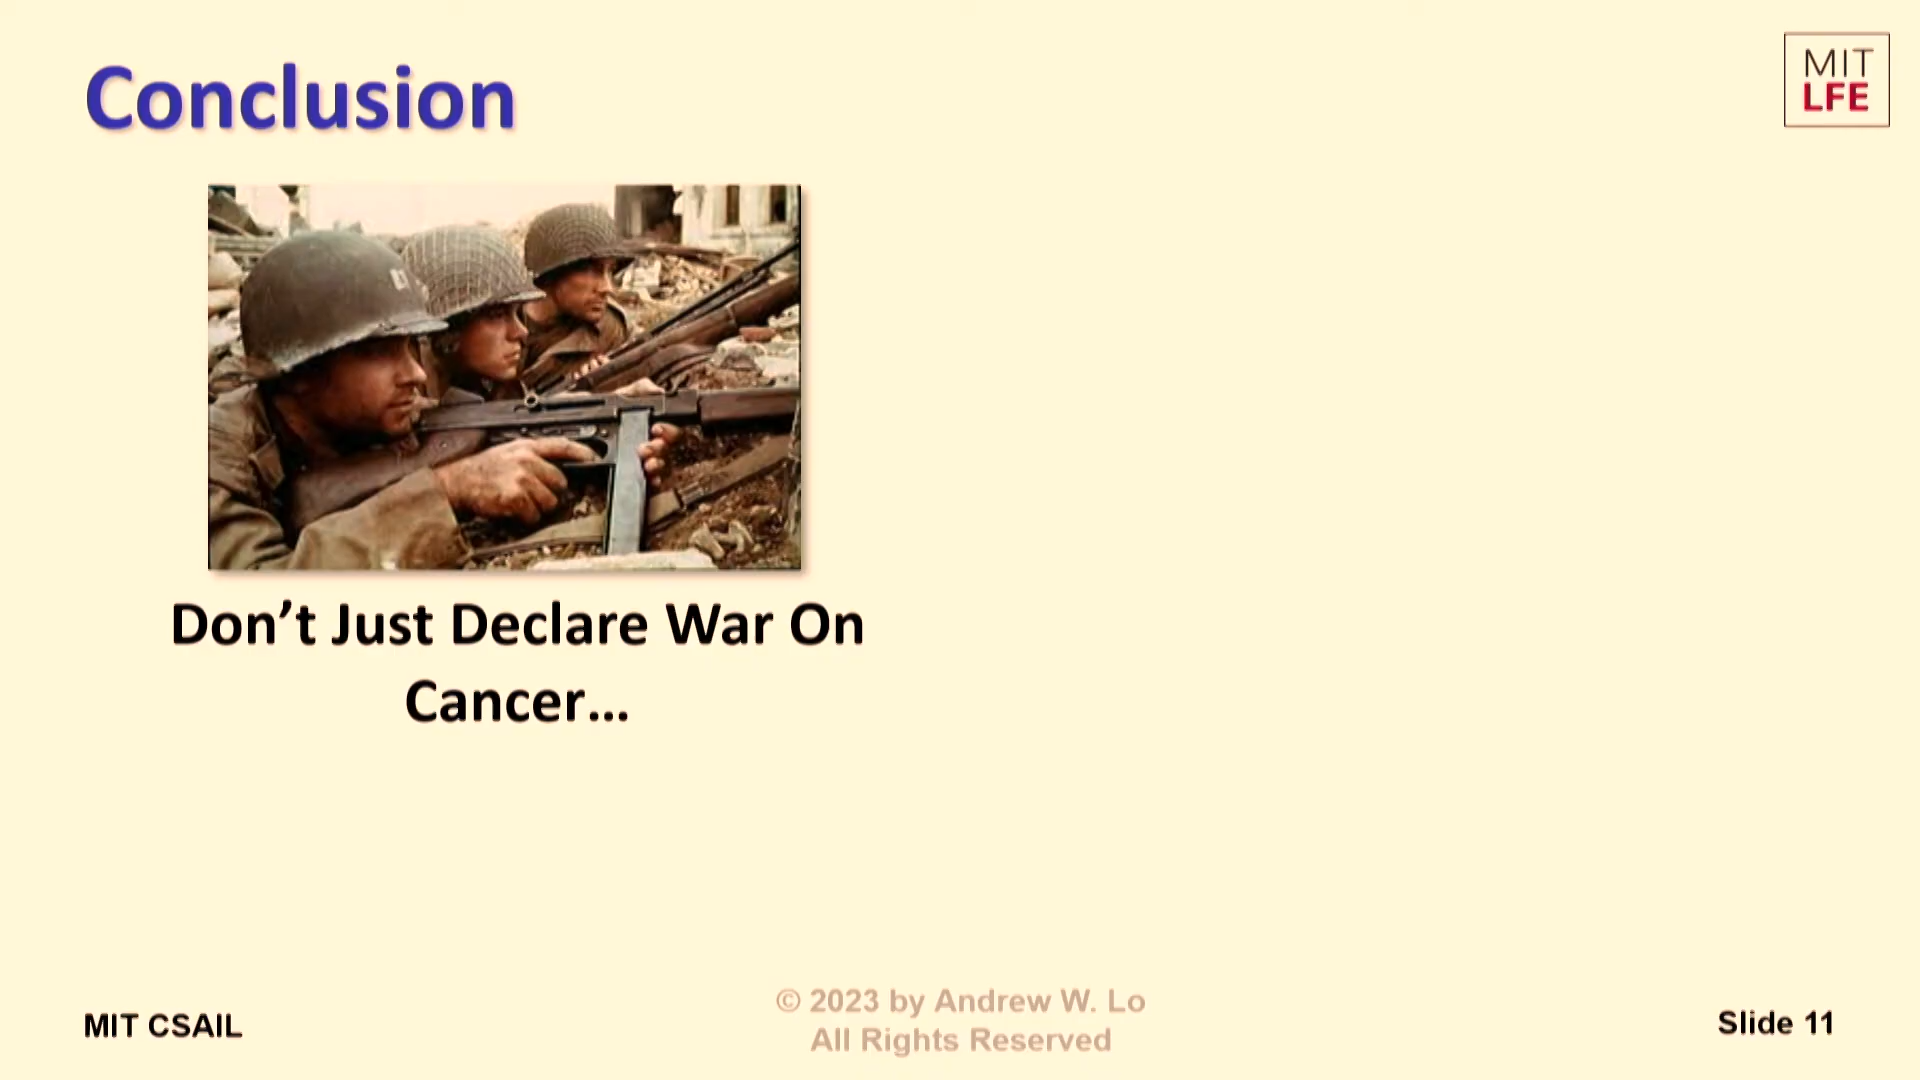 Conclusion
MIT
LFE
Don’t Just Declare War On
Cancer…
MIT CSAIL
© 2023 by Andrew W. Lo
All Rights Reserved
Slide 11